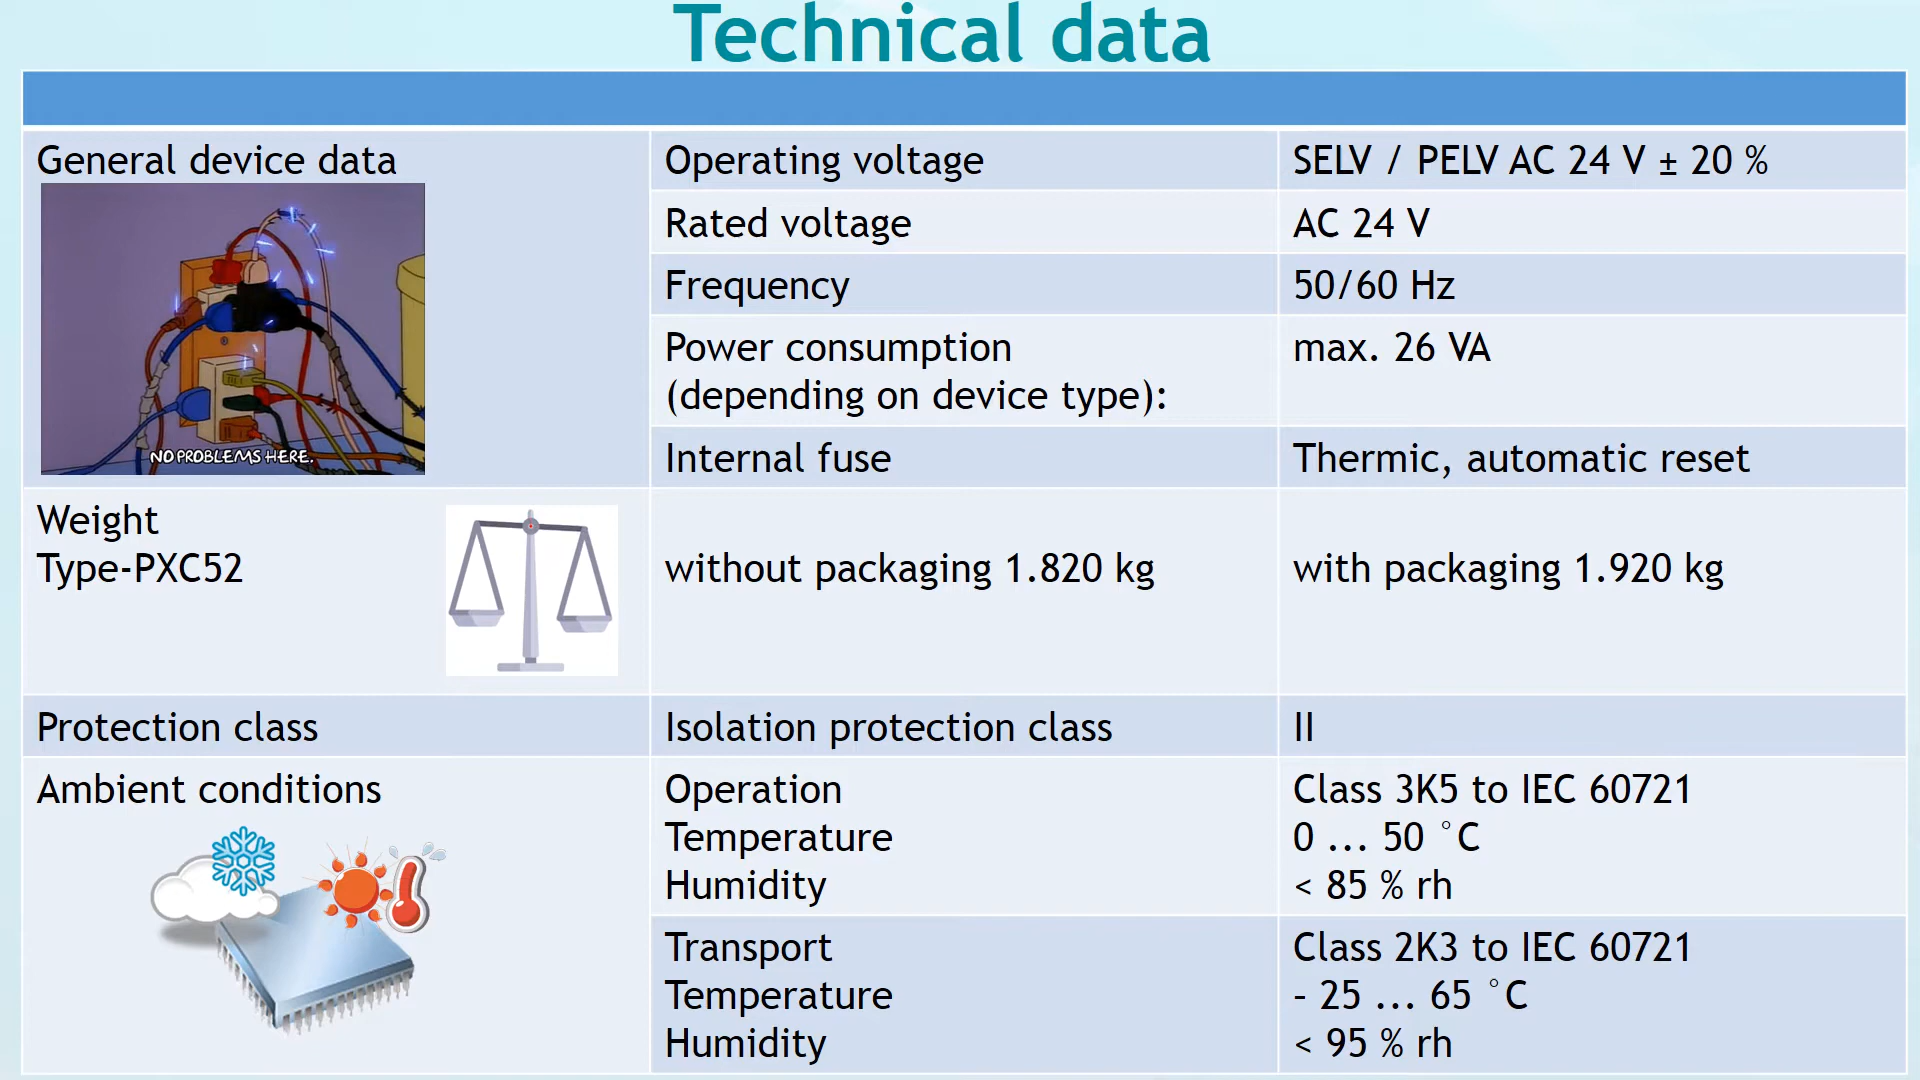 Technical data
General device data
NO PROBLEMS HERE.
Operating voltage
SELV / PELV AC 24 V ± 20 %
Rated voltage
AC 24 V
Frequency
50/60 Hz
Power consumption
(depending on device type):
max. 26 VA
Internal fuse
Thermic, automatic reset
Weight
Type-PXC52
without packaging 1.820 kg
with packaging 1.920 kg
Protection class
Isolation protection class
II
Ambient conditions
Operation
Temperature
Humidity
Class 3K5 to IEC 60721
0 ... 50 °C
< 85 % rh
Transport
Temperature
Humidity
Class 2K3 to IEC 60721
- 25 ... 65 °C
< 95 % rh